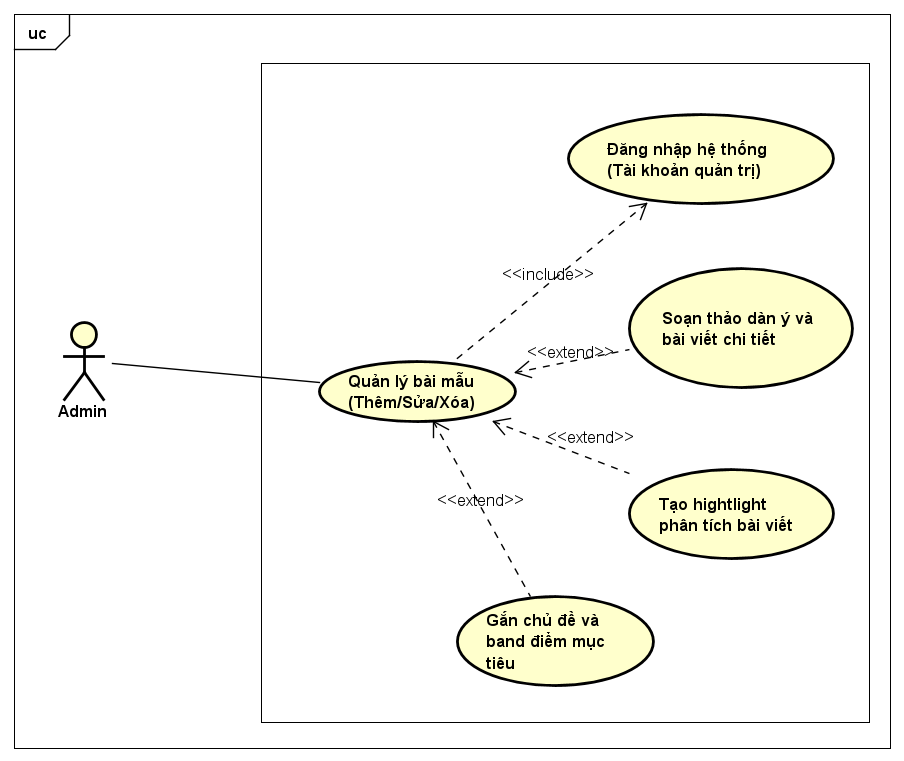 uc
Đăng nhập hệ thống
(Tài khoản quản trị)
<<include>>
Soạn thảo dàn ý và
bài viết chi tiết
<<extend>>
Quản lý bài mẫu
(Thêm/Sửa/Xóa)
Admin
<<extend>>
Tạo hightlight
phân tích bài viết
<<extend>>
Gắn chủ đề và
band điểm mục
tiêu